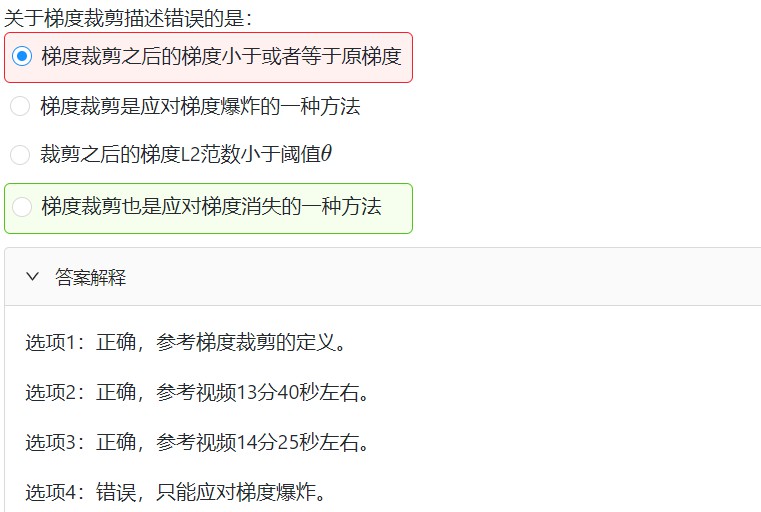 关于梯度裁剪描述错误的是：
梯度裁剪之后的梯度小于或者等于原梯度
梯度裁剪是应对梯度爆炸的一种方法
裁剪之后的梯度L2范数小于阈值θ
梯度裁剪也是应对梯度消失的一种方法
答案解释
选项1：正确，参考梯度裁剪的定义。
选项2：正确，参考视频13分40秒左右。
选项3：正确，参考视频14分25秒左右。
选项4：错误，只能应对梯度爆炸。